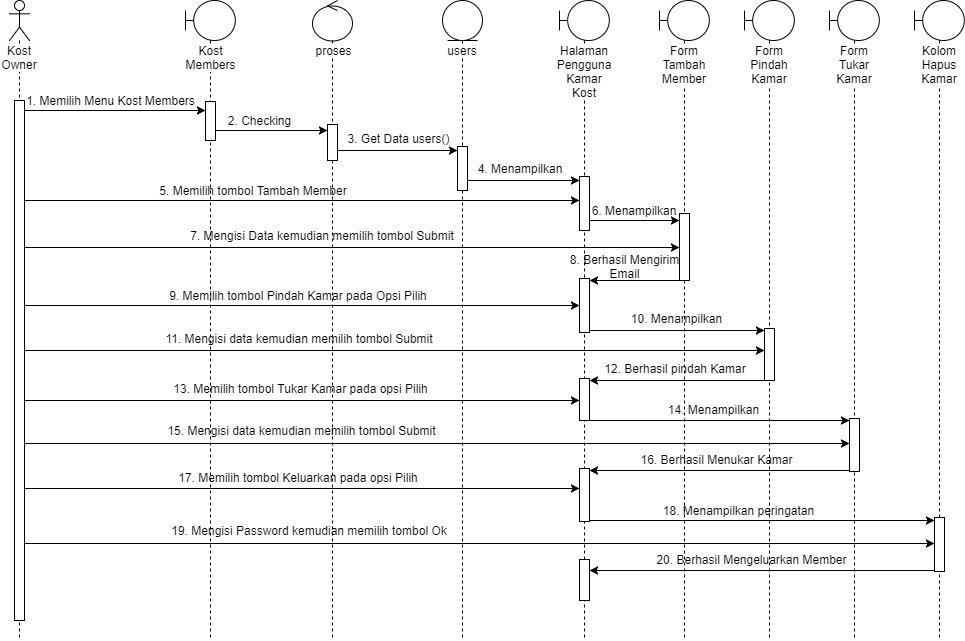 Kost
Owner
Kost
Members
proses
users
Halaman
Pengguna
Kamar
Kost
Form
Tambah
Member
Form
Pindah
Kamar
Form
Tukar
Kamar
Kolom
Hapus
Kamar
1. Memilih Menu Kost Members
2. Checking
3. Get Data users()
4. Menampilkan
5. Memilih tombol Tambah Member
6. Menampilkan
7. Mengisi Data kemudian memilih tombol Submit
8. Berhasil Mengirim
Email
9. Memilih tombol Pindah Kamar pada Opsi Pilih
10. Menampilkan
11. Mengisi data kemudian memilih tombol Submit
12. Berhasil pindah Kamar
13. Memilih tombol Tukar Kamar pada opsi Pilih
14. Menampilkan
15. Mengisi data kemudian memilih tombol Submit
16. Berhasil Menukar Kamar
17. Memilih tombol Keluarkan pada opsi Pilih
18. Menampilkan peringatan
19. Mengisi Password kemudian memilih tombol Ok
20. Berhasil Mengeluarkan Member